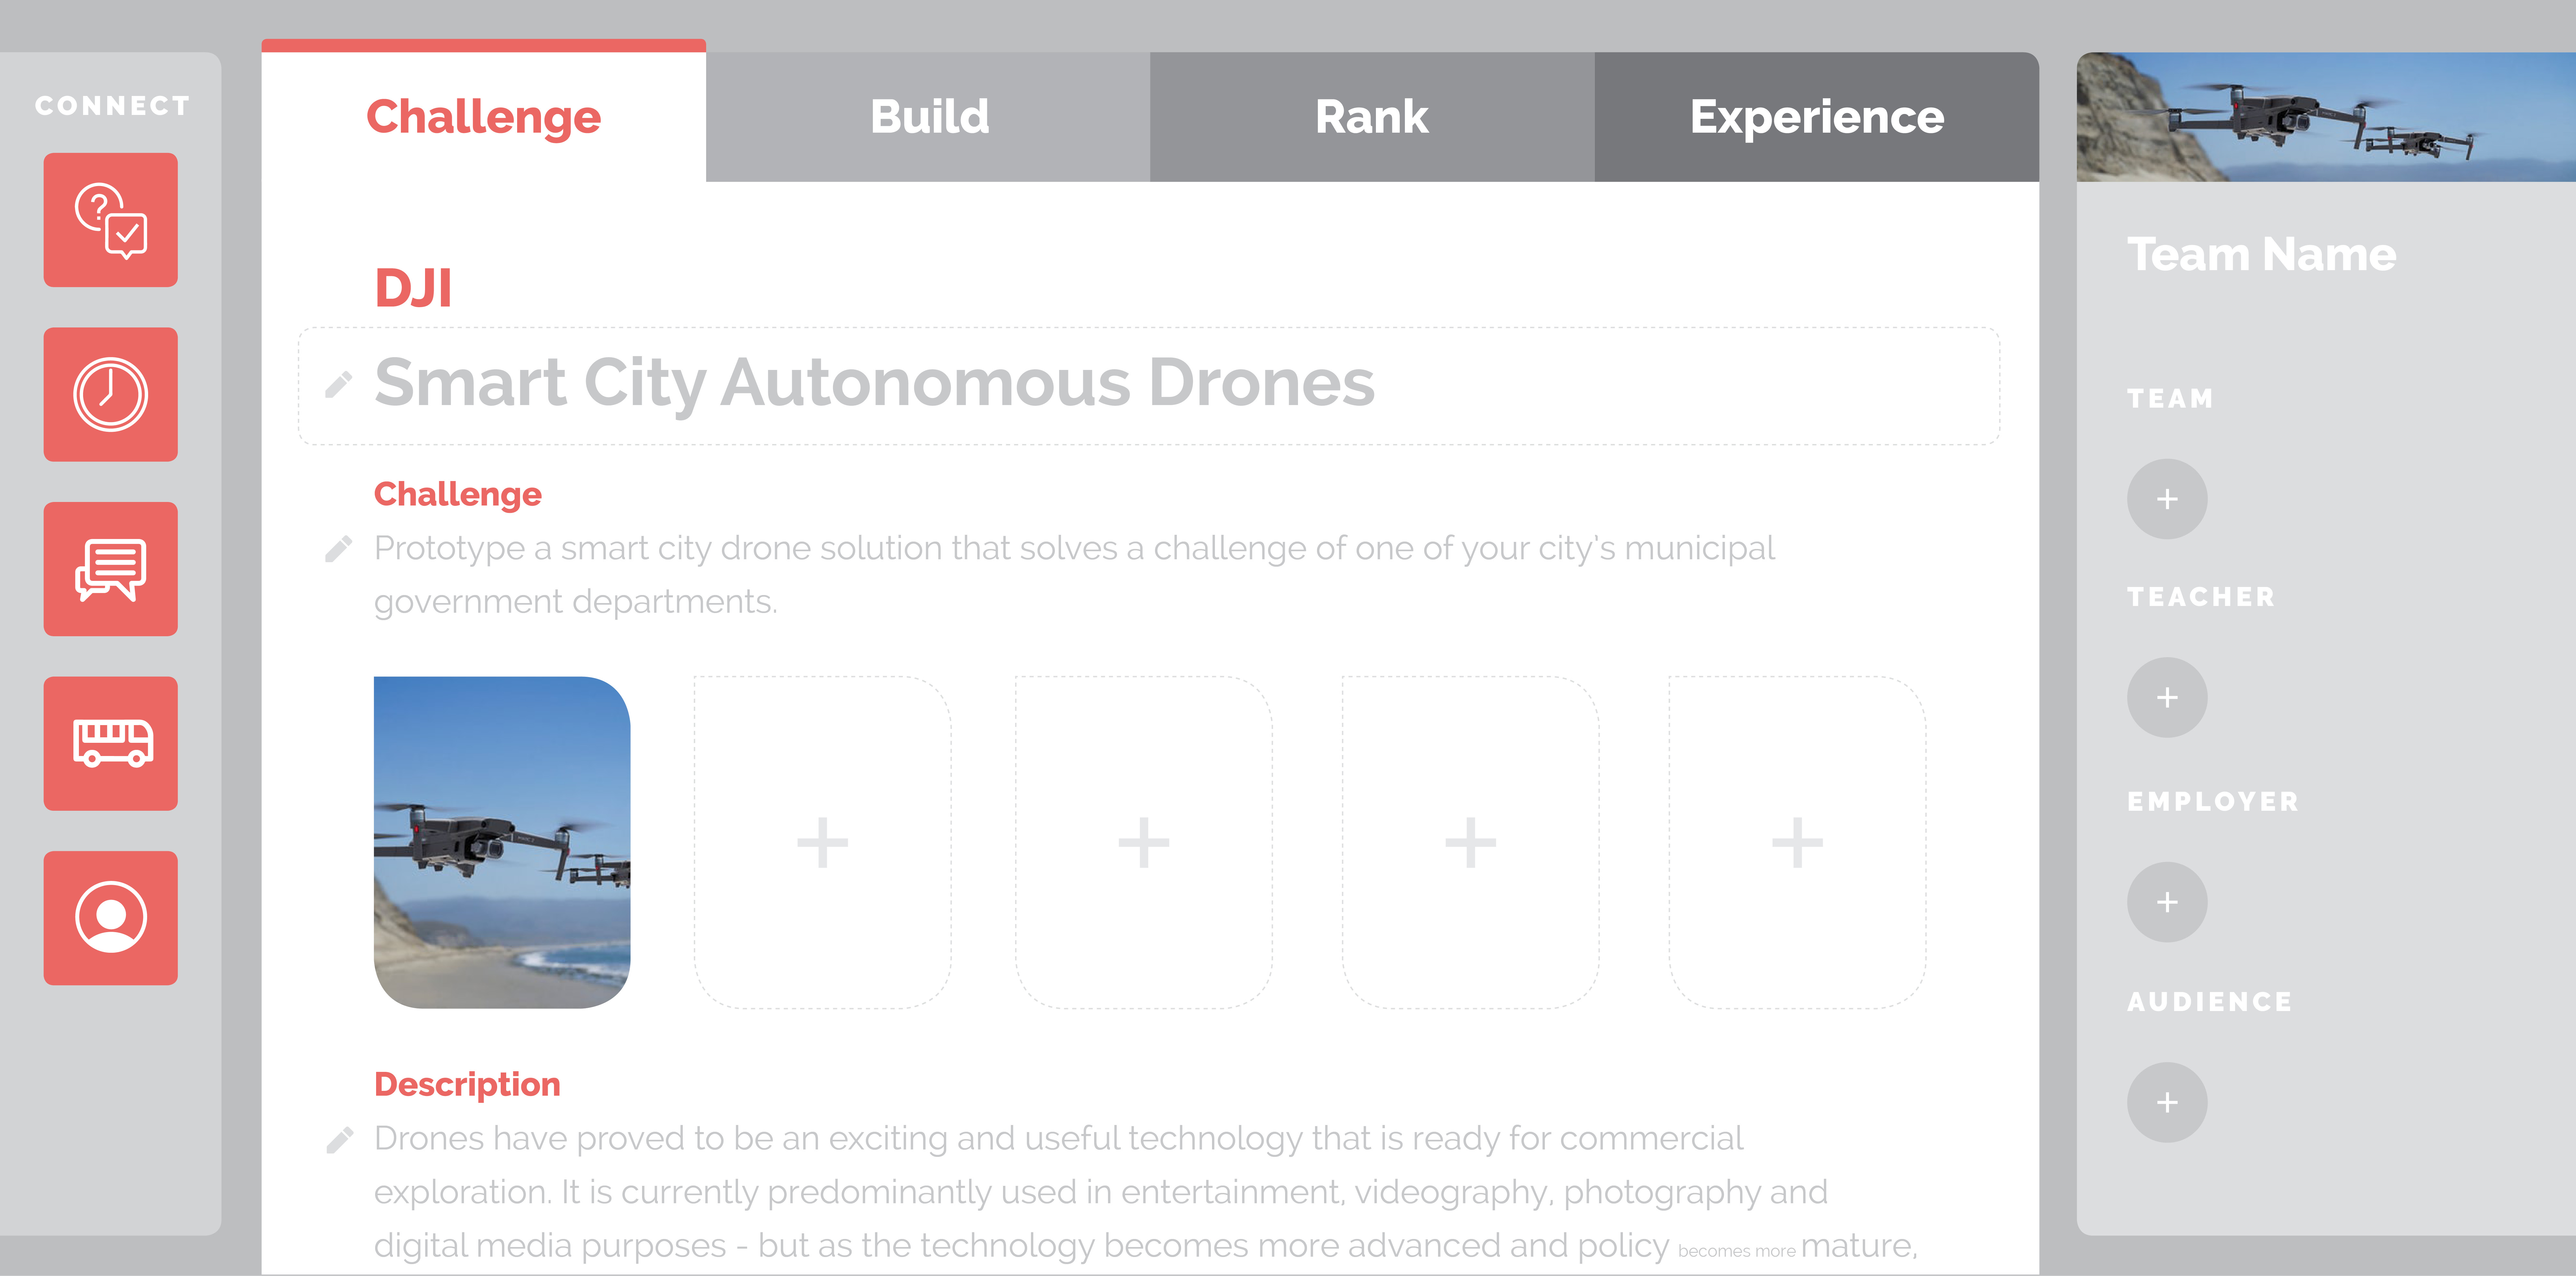 CONNECT
Challenge
Build
Rank
Experience
DJI
Smart City Autonomous Drones
Challenge
Prototype a smart city drone solution that solves a challenge of one of your city's municipal
government departments.
Description
Drones have proved to be an exciting and useful technology that is ready for commercial
exploration. It is currently predominantly used in entertainment, videography, photography and
digital media purposes - but as the technology becomes more advanced and policy becomes more mature,
Team Name
TEAM
+
TEACHER
+
EMPLOYER
+
AUDIENCE
+